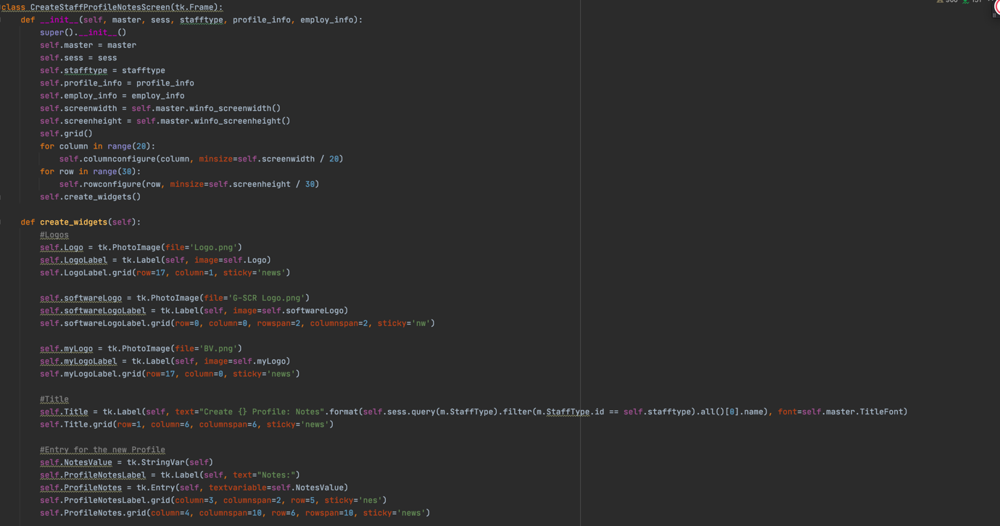 class CreateStaffProfileNotesScreen(tk.Frame):
def __init__(self, master, sess, stafftype, profile_info, employ_info):
super().__init__()
self.master = master
self.sess = sess
self.stafftype = stafftype
self.profile_info = profile_info
self.employ_info = employ_info
self.screenwidth = self.master.winfo_screenwidth()
self.screenheight = self.master.winfo_screenheight()
self.grid()
for column in range(20):
self.columnconfigure(column, minsize=self.screenwidth / 20)
for row in range(30):
self.rowconfigure(row, minsize=self.screenheight / 30)
self.create_widgets()
def create_widgets(self):
#Logos
self.Logo = tk.PhotoImage(file='Logo.png')
self.LogoLabel = tk.Label(self, image=self.Logo)
self.LogoLabel.grid(row=17, column=1, sticky='news')
self.softwareLogo = tk.PhotoImage(file='G-SCR Logo.png')
self.softwareLogoLabel = tk.Label(self, image=self.softwareLogo)
self.softwareLogoLabel.grid(row=0, column=0, rowspan=2, columnspan=2, sticky='nw')
self.myLogo = tk.PhotoImage(file='BV.png')
self.myLogoLabel = tk.Label(self, image=self.myLogo)
self.myLogoLabel.grid(row=17, column=0, sticky='news')
#Title
self.Title = tk.Label(self, text="Create {} Profile: Notes".format(self.sess.query(m.StaffType).filter(m.StaffType.id == self.stafftype).all()[0].name), font=self.master.TitleFont)
self.Title.grid(row=1, column=6, columnspan=6, sticky='news')
#Entry for the new Profile
self.NotesValue = tk.StringVar(self)
self.ProfileNotesLabel = tk.Label(self, text="Notes:")
self.ProfileNotes = tk.Entry(self, textvariable=self.NotesValue)
self.ProfileNotesLabel.grid(column=3, columnspan=2, row=5, sticky='nes')
self.ProfileNotes.grid(column=4, columnspan=10, row=6, rowspan=10, sticky='news')